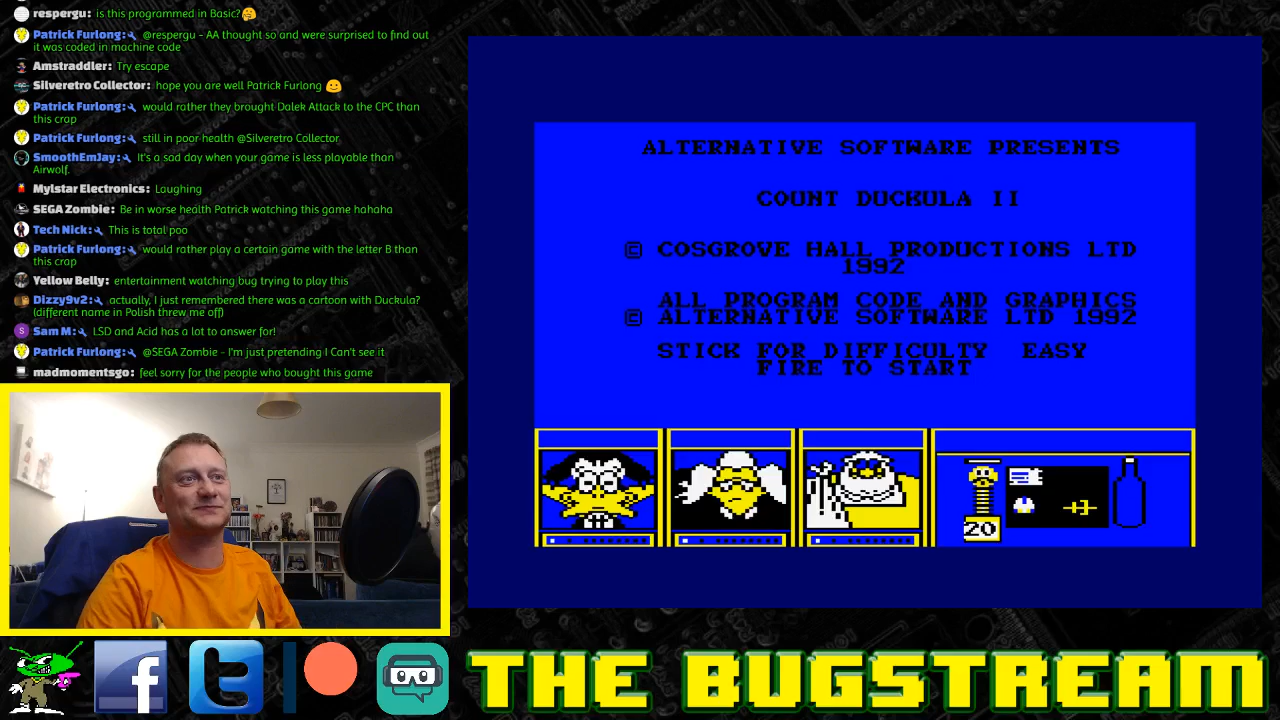 respergu: is this programmed in Basic?
Patrick Furlong: @respergu - AA thought so and were surprised to find out
it was coded in machine code
Amstraddler: Try escape
Silveretro Collector: hope you are well Patrick Furlong
Patrick Furlong: would rather they brought Dalek Attack to the CPC than
this crap
Patrick Furlong: still in poor health @Silveretro Collector
SmoothEmJay: It's a sad day when your game is less playable than
Airwolf.
Mylstar Electronics: Laughing
SEGA Zombie: Be in worse health Patrick watching this game hahaha
Tech Nick: This is total poo
Patrick Furlong: would rather play a certain game with the letter B than
this crap
Yellow Belly: entertainment watching bug trying to play this
Dizzy9v2: actually, I just remembered there was a cartoon with Duckula?
(different name in Polish threw me off)
S Sam M: LSD and Acid has a lot to answer for!
Patrick Furlong: @SEGA Zombie - I'm just pretending I Can't see it
madmomentsgo: feel sorry for the people who bought this game
ALTERNATIVE SOFTWARE PRESENTS
COUNT DUCKULA II
© COSGROVE HALL PRODUCTIONS LTD
1992
ALL PROGRAM CODE AND GRAPHICS
© ALTERNATIVE SOFTWARE LTD 1992
STICK FOR DIFFICULTY EASY
FIRE TO START
20
THE BUGSTREAM